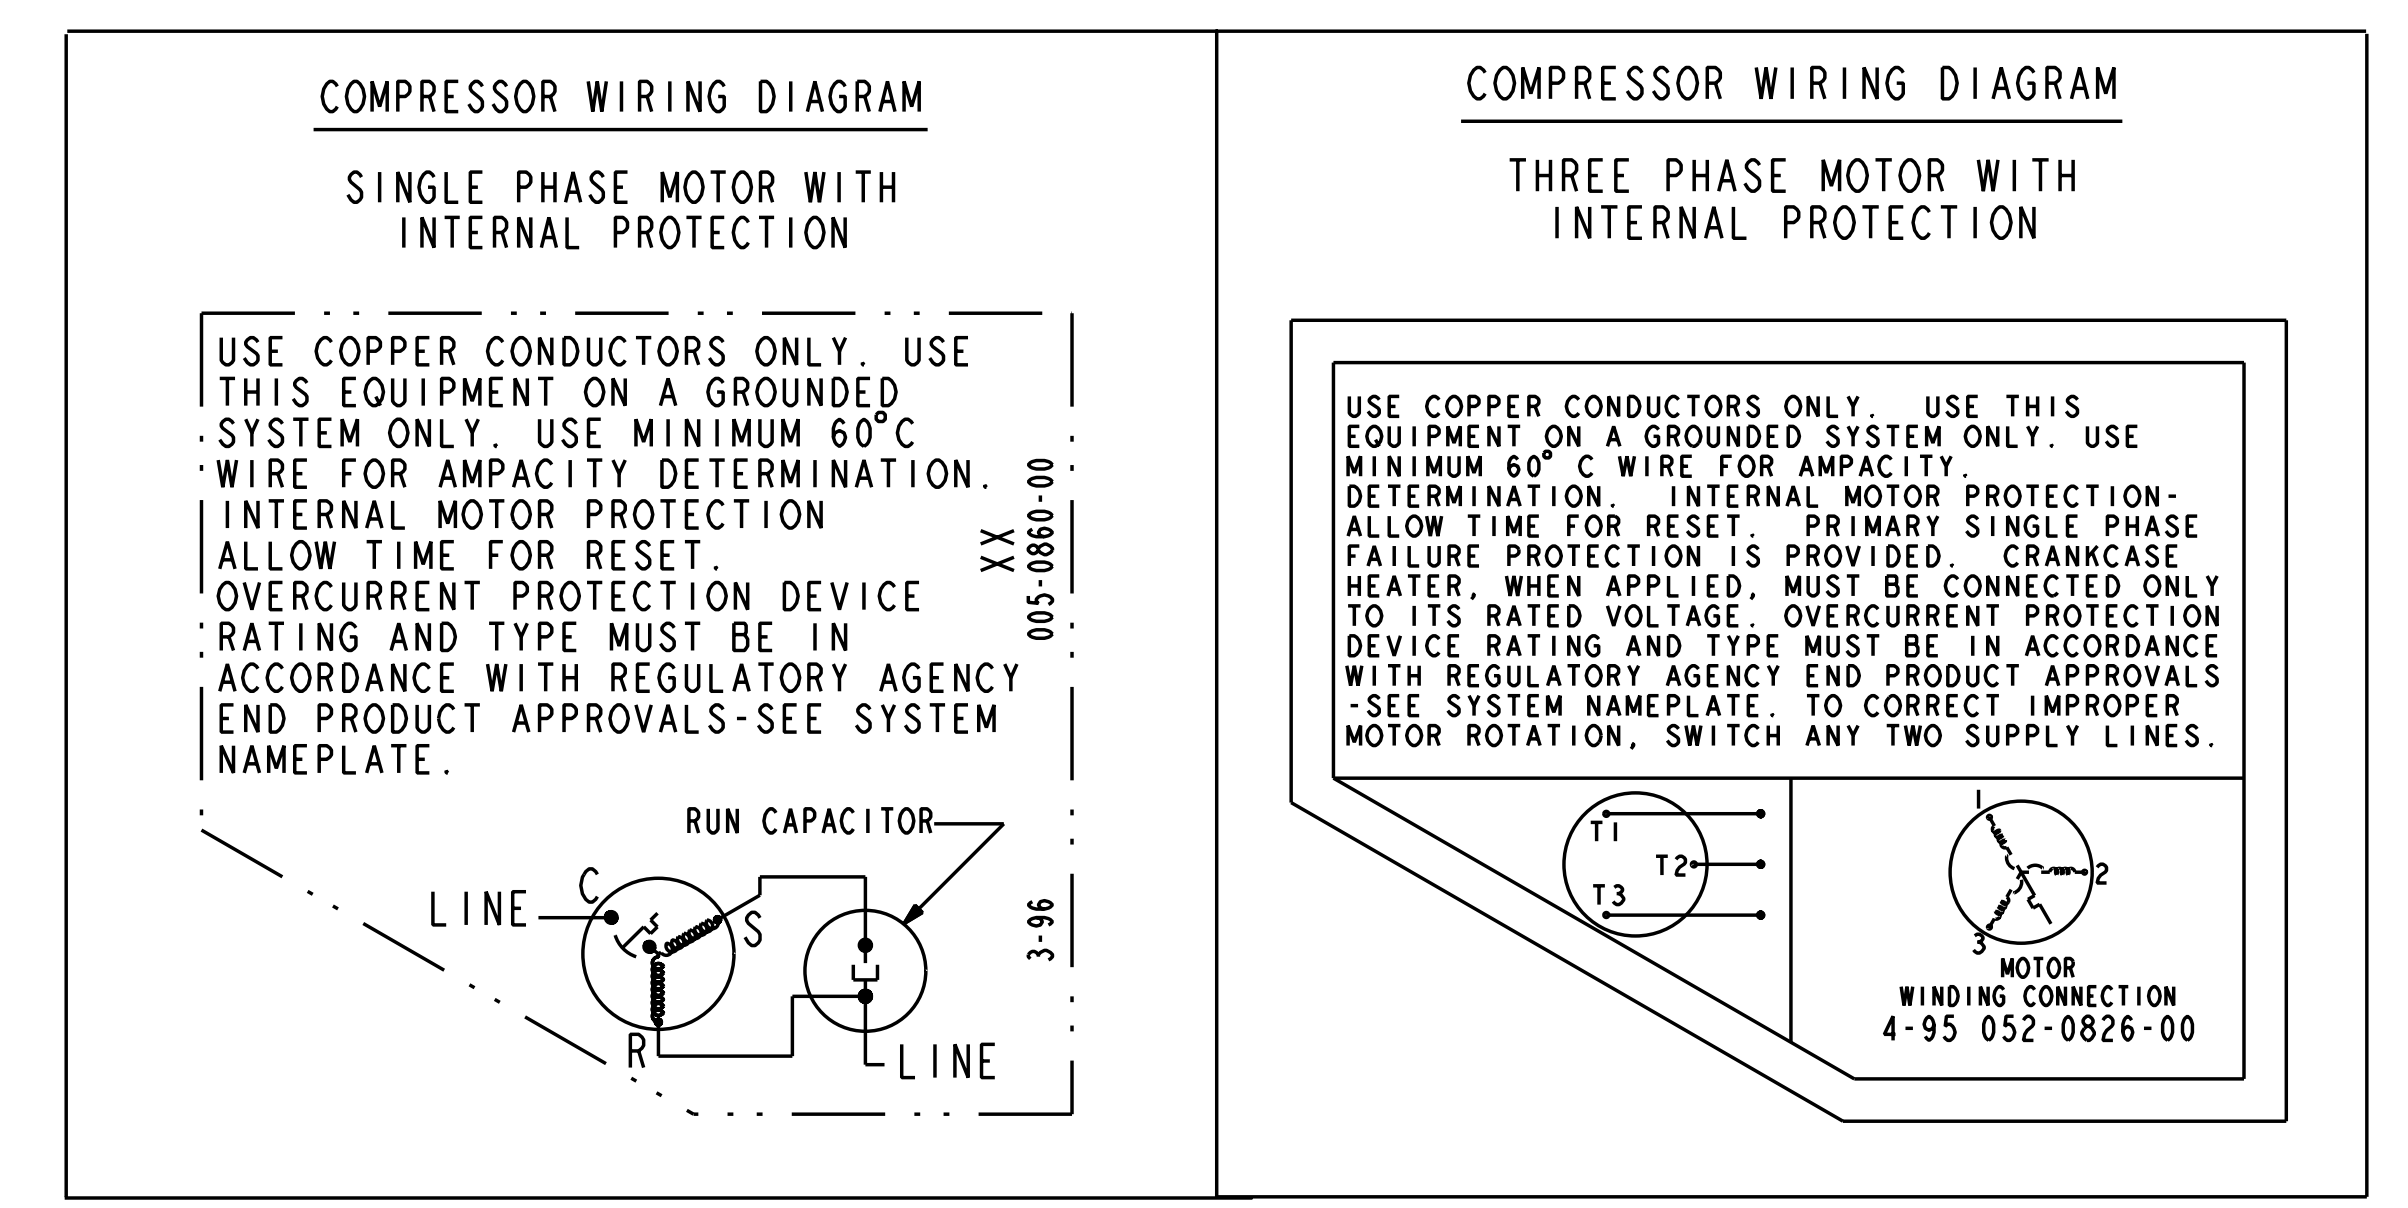 COMPRESSOR WIRING DIAGRAM
SINGLE PHASE MOTOR WITH
INTERNAL PROTECTION
USE COPPER CONDUCTORS ONLY. USE
THIS EQUIPMENT ON A GROUNDED
SYSTEM ONLY. USE MINIMUM 60°C
WIRE FOR AMPACITY DETERMINATION.
INTERNAL MOTOR PROTECTION
ALLOW TIME FOR RESET.
OVERCURRENT PROTECTION DEVICE
RATING AND TYPE MUST BE IN
ACCORDANCE WITH REGULATORY AGENCY
END PRODUCT APPROVALS-SEE SYSTEM
NAMEPLATE.
XX
005-0860-00
3-96
RUN CAPACITOR
C
LINE
S
R
LINE
COMPRESSOR WIRING DIAGRAM
THREE PHASE MOTOR WITH
INTERNAL PROTECTION
USE COPPER CONDUCTORS ONLY. USE THIS
EQUIPMENT ON A GROUNDED SYSTEM ONLY. USE
MINIMUM 60° C WIRE FOR AMPACITY.
DETERMINATION. INTERNAL MOTOR PROTECTION-
ALLOW TIME FOR RESET. PRIMARY SINGLE PHASE
FAILURE PROTECTION IS PROVIDED. CRANKCASE
HEATER, WHEN APPLIED, MUST BE CONNECTED ONLY
TO ITS RATED VOLTAGE. OVERCURRENT PROTECTION
DEVICE RATING AND TYPE MUST BE IN ACCORDANCE
WITH REGULATORY AGENCY END PRODUCT APPROVALS
-SEE SYSTEM NAMEPLATE. TO CORRECT IMPROPER
MOTOR ROTATION, SWITCH ANY TWO SUPPLY LINES.
T1
T2
T3
1
2
3
MOTOR
WINDING CONNECTION
4-95 052-0826-00